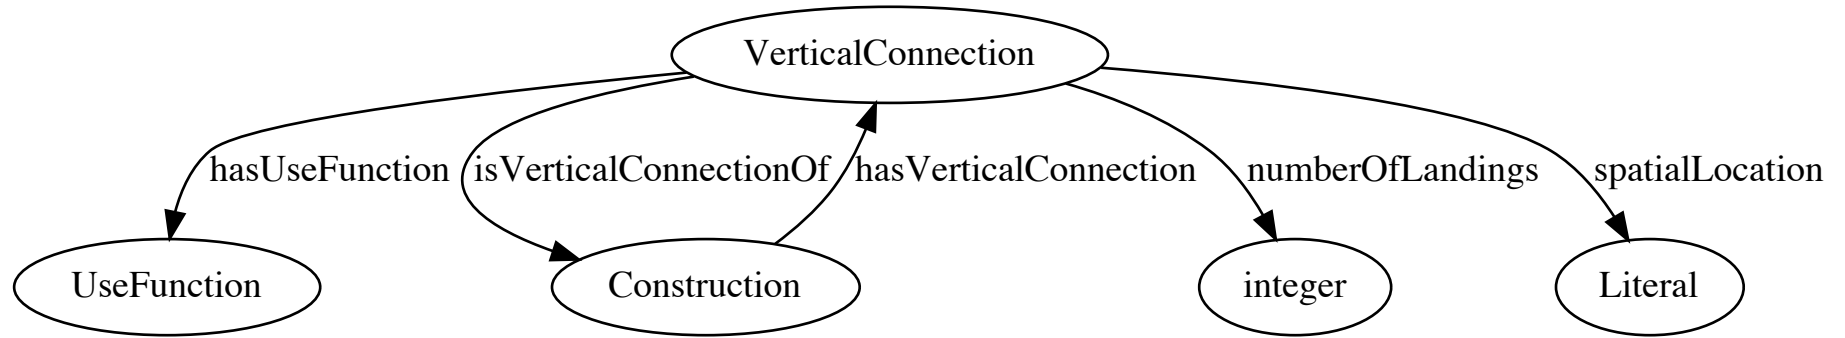 VerticalConnection
hasUseFunction
isVerticalConnectionOf
hasVerticalConnection
numberOfLandings
spatialLocation
UseFunction
Construction
integer
Literal